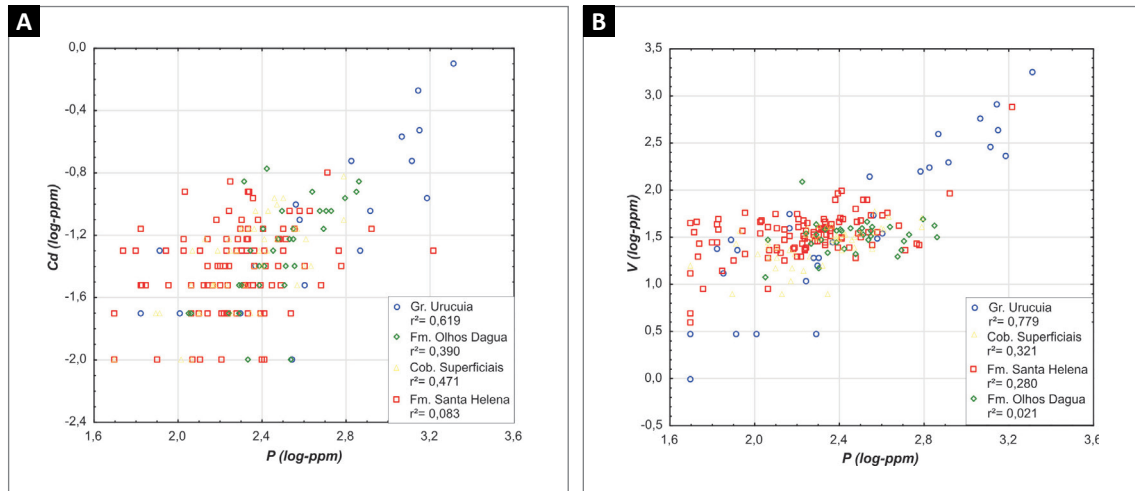 A
0,0
-0,4
-0,8
-1,2
-1,6
-2,0
-2,4
Cd (log-ppm)
1,6
2,0
2,4
2,8
3,2
3,6
P (log-ppm)
Gr. Urucuia
r²= 0,619
Fm. Olhos Dagua
r²= 0,390
Cob. Superficiais
r²= 0,471
Fm. Santa Helena
r²= 0,083
B
3,5
3,0
2,5
2,0
1,5
1,0
0,5
0,0
-0,5
V (log-ppm)
1,6
2,0
2,4
2,8
3,2
3,6
P (log-ppm)
Gr. Urucuia
r²= 0,779
Cob. Superficiais
r²= 0,321
Fm. Santa Helena
r²= 0,280
Fm. Olhos Dagua
r²= 0,021